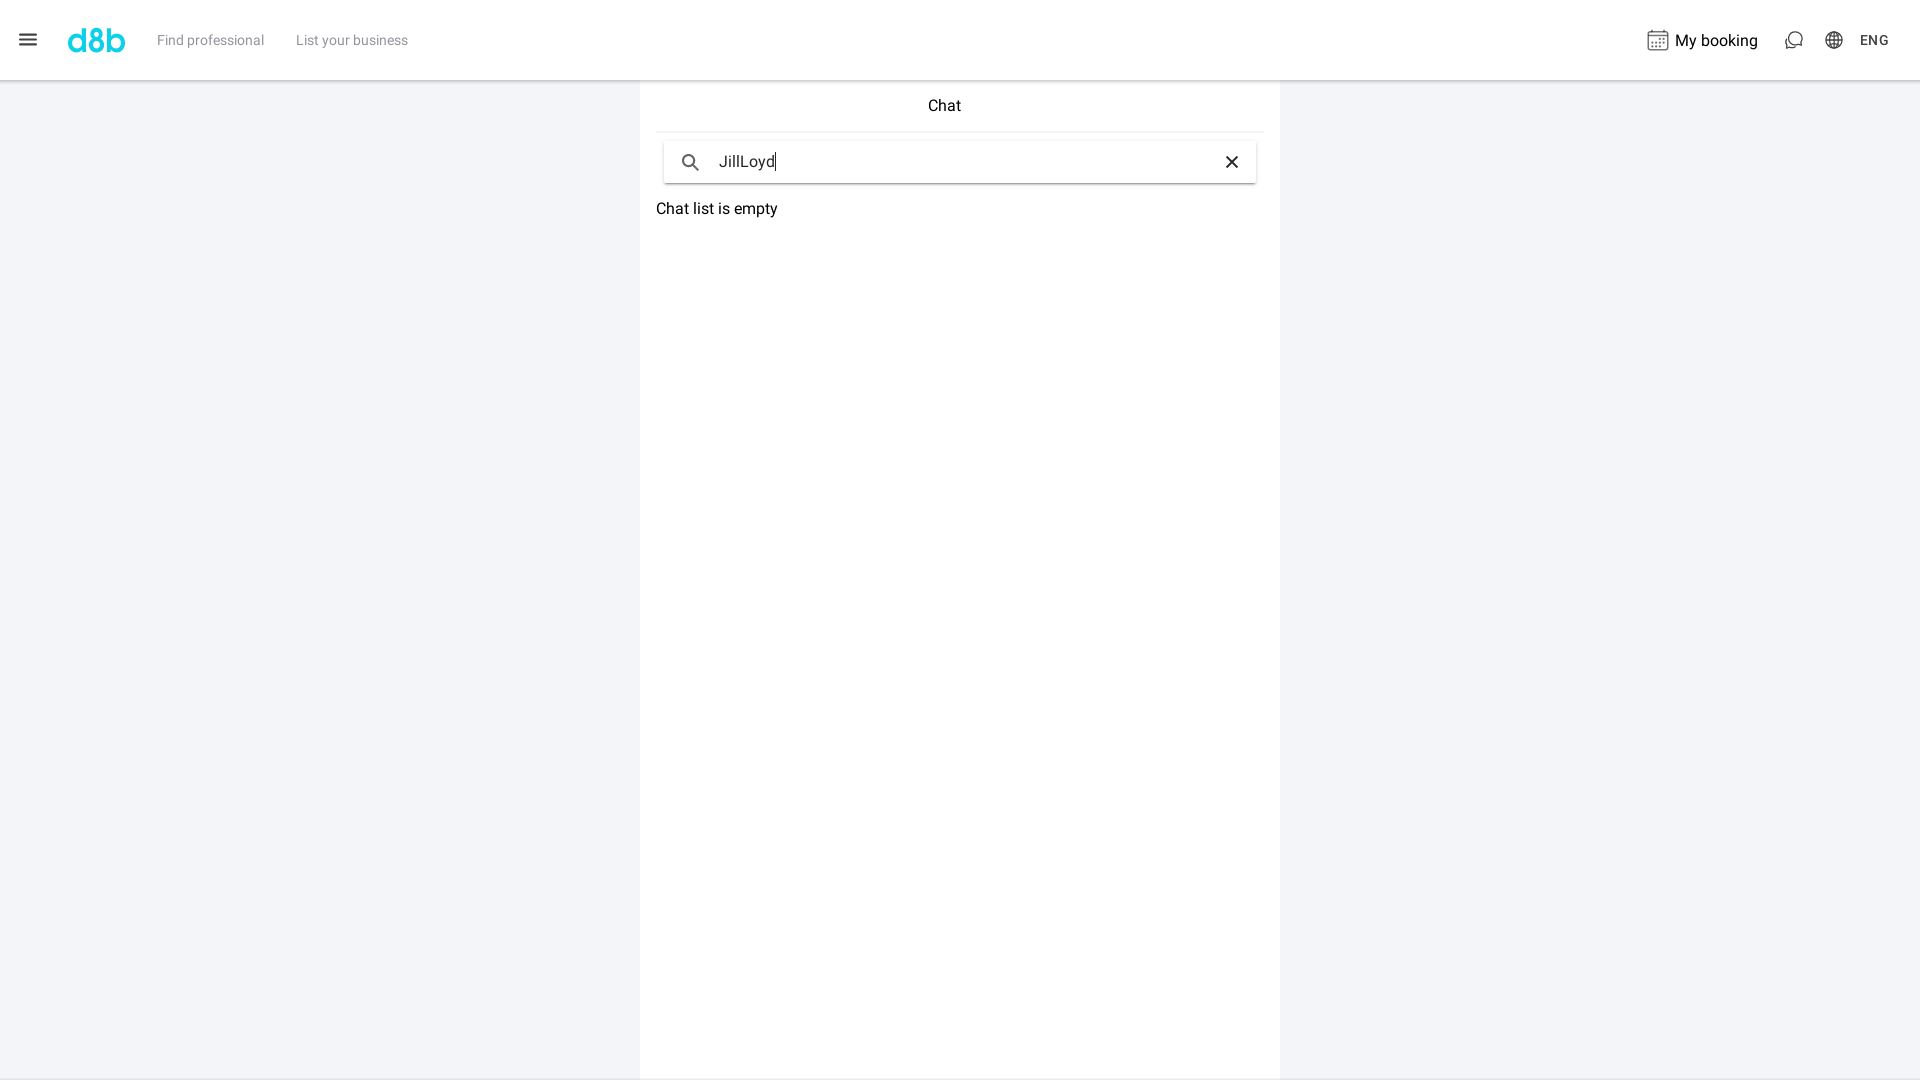 d8b
Find professional
List your business
My booking
ENG
Chat
JillLoyd
Chat list is empty